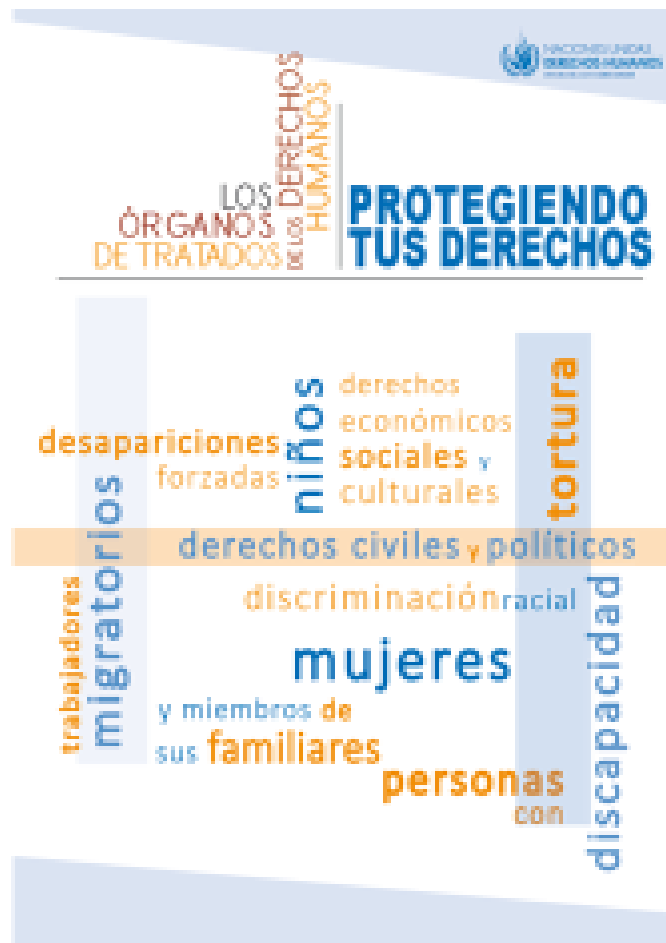 NACIONES UNIDAS
DERECHOS HUMANOS
LOS
ÓRGANOS
DE TRATADOS
DE LOS DERECHOS
HUMANOS
PROTEGIENDO
TUS DERECHOS
desapariciones
forzadas
niños
derechos
económicos
sociales y
culturales
tortura
derechos civiles y políticos
discriminación racial
mujeres
trabajadores
migratorios
y miembros de
sus familiares
personas
con
discapacidad